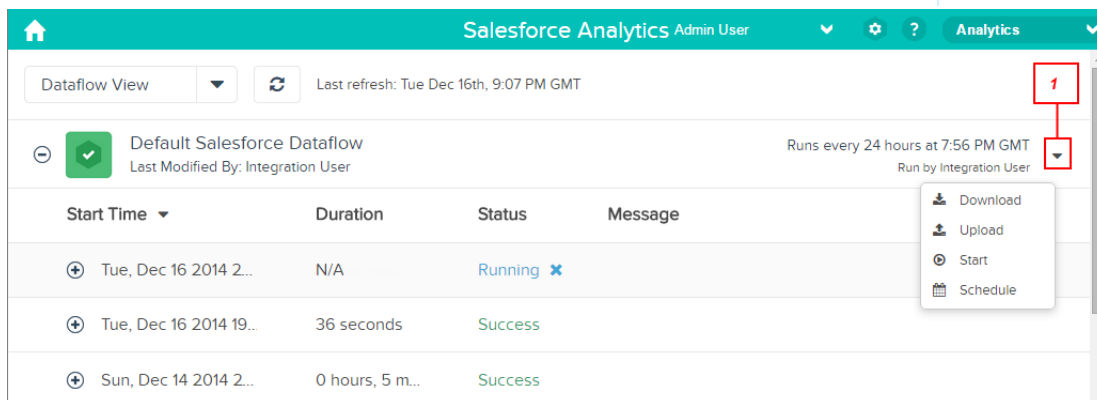 Salesforce Analytics Admin User ? Analytics
Dataflow View Last refresh: Tue Dec 16th, 9:07 PM GMT
1
Default Salesforce Dataflow
Last Modified By: Integration User
Runs every 24 hours at 7:56 PM GMT
Run by Integration User
Download
Upload
Start
Schedule
Start Time Duration Status Message
Tue, Dec 16 2014 2... N/A Running
Tue, Dec 16 2014 19... 36 seconds Success
Sun, Dec 14 2014 2... 0 hours, 5 m... Success